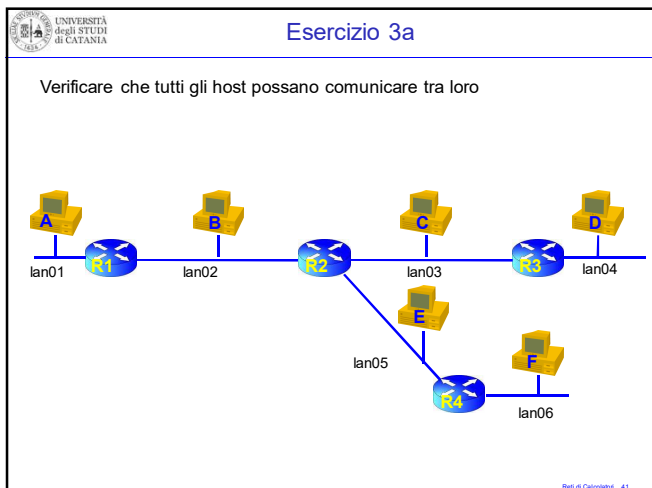 UNIVERSITÀ
degli STUDI
di CATANIA
Esercizio 3a
Verificare che tutti gli host possano comunicare tra loro
A
B
C
D
lan01
R1
lan02
R2
lan03
R3
lan04
E
lan05
F
R4
lan06
Reti di Calcolatori 41